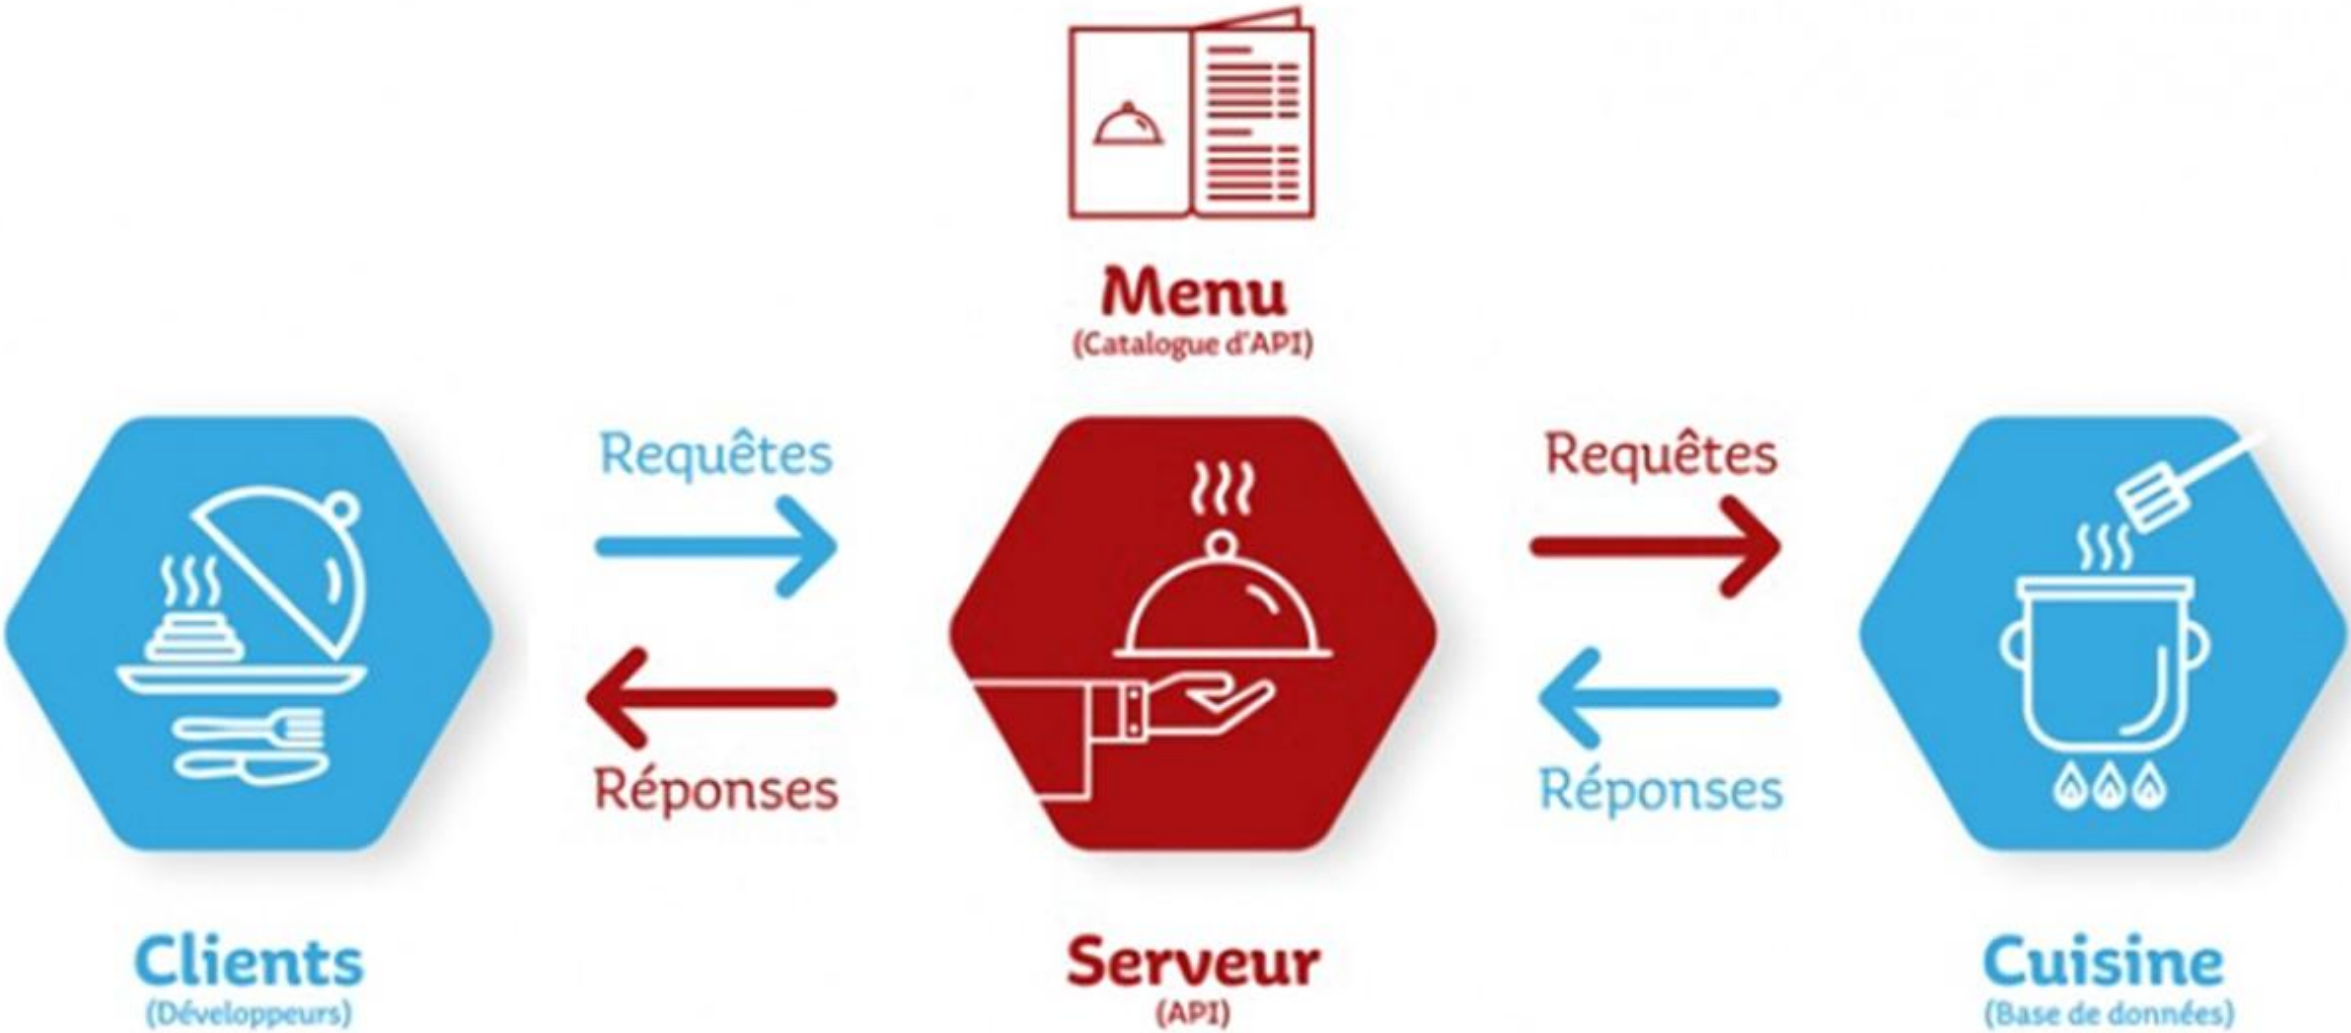 Menu
(Catalogue d'API)
Requêtes
Requêtes
Réponses
Réponses
Clients
(Développeurs)
Serveur
(API)
Cuisine
(Base de données)